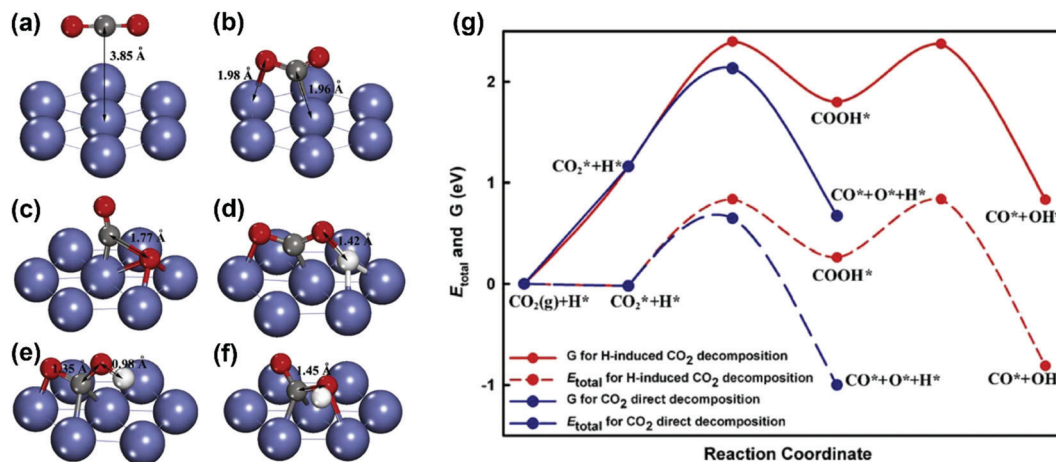 (a)
3.85 Å
(b)
1.98 Å
1.96 Å
(c)
1.77 Å
(d)
1.42 Å
(e)
1.35 Å
0.98 Å
(f)
1.45 Å
(g)
E_total and G (eV)
2
1
0
-1
CO₂(g)+H*
CO₂*+H*
CO₂*+H*
COOH*
CO*+O*+H*
CO*+OH*
COOH*
CO*+O*+H*
CO*+OH*
G for H-induced CO₂ decomposition
E_total for H-induced CO₂ decomposition
G for CO₂ direct decomposition
E_total for CO₂ direct decomposition
Reaction Coordinate